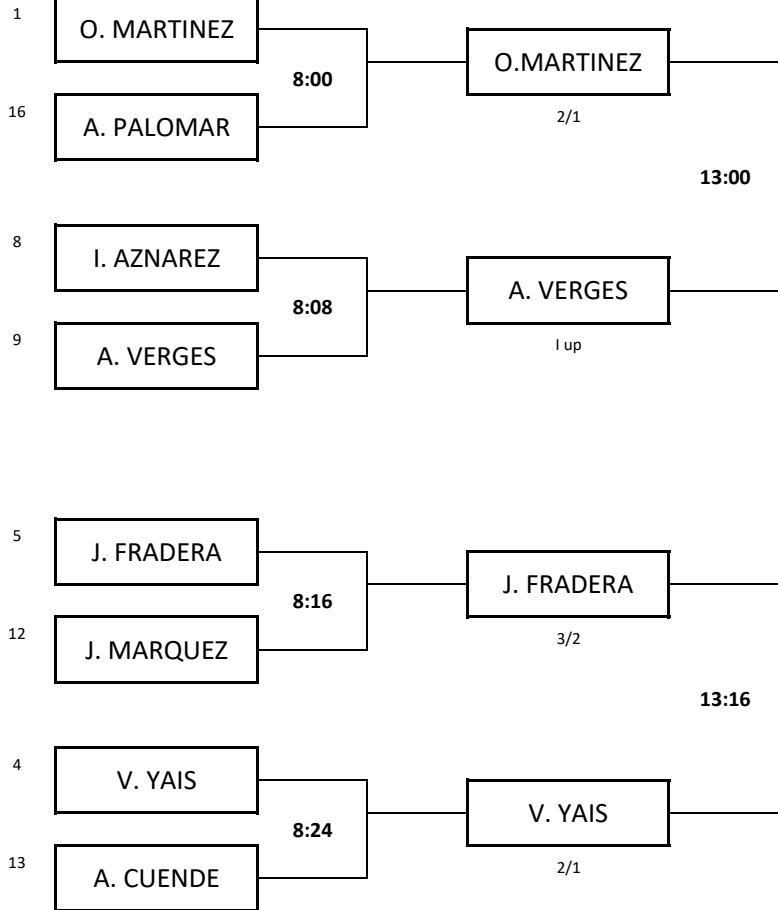 1
O. MARTINEZ
8:00
O.MARTINEZ
16
A. PALOMAR
2/1
13:00
8
I. AZNAREZ
8:08
A. VERGES
9
A. VERGES
I up
5
J. FRADERA
8:16
J. FRADERA
12
J. MARQUEZ
3/2
13:16
4
V. YAIS
8:24
V. YAIS
13
A. CUENDE
2/1